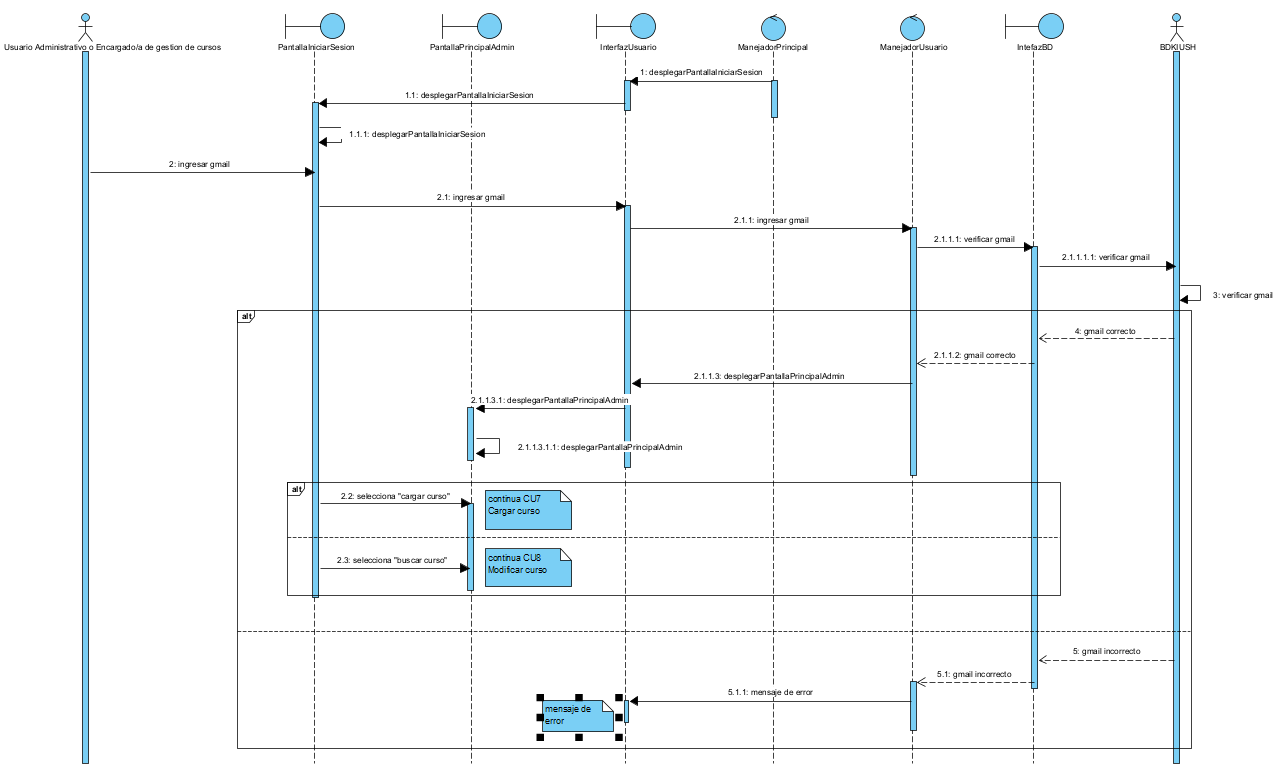 Usuario Administrativo o Encargado/a de gestion de cursos
PantallaIniciarSesion
PantallaPrincipalAdmin
InterfazUsuario
ManejadorPrincipal
ManejadorUsuario
IntefazBD
BDKIUSH
1: desplegarPantallaIniciarSesion
1.1: desplegarPantallaIniciarSesion
1.1.1: desplegarPantallaIniciarSesion
2: ingresar gmail
2.1: ingresar gmail
2.1.1: ingresar gmail
2.1.1.1: verificar gmail
2.1.1.1.1: verificar gmail
3: verificar gmail
alt
4: gmail correcto
2.1.1.2: gmail correcto
2.1.1.3: desplegarPantallaPrincipalAdmin
2.1.1.3.1: desplegarPantallaPrincipalAdmin
2.1.1.3.1.1: desplegarPantallaPrincipalAdmin
alt
2.2: selecciona "cargar curso"
continua CU7
Cargar curso
2.3: selecciona "buscar curso"
continua CU8
Modificar curso
5: gmail incorrecto
5.1: gmail incorrecto
5.1.1: mensaje de error
mensaje de
error